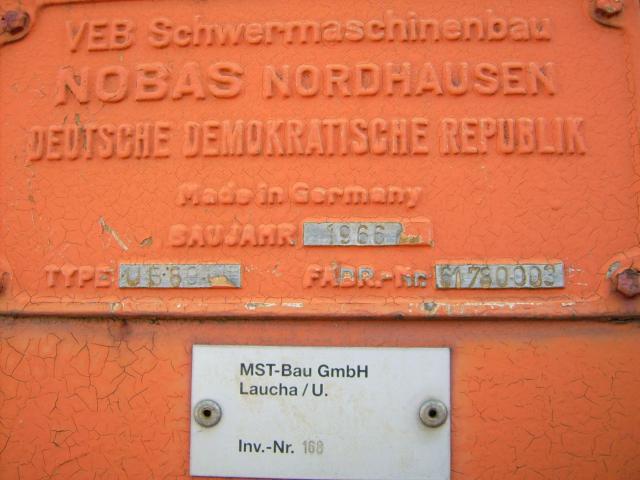 VEB Schwermaschinenbau
NOBAS NORDHAUSEN
DEUTSCHE DEMOKRATISCHE REPUBLIK
Made in Germany
BAUJAHR 1966
TYPE FABR.-Nr. 61780003
MST-Bau GmbH
Laucha / U.
Inv.-Nr. 168